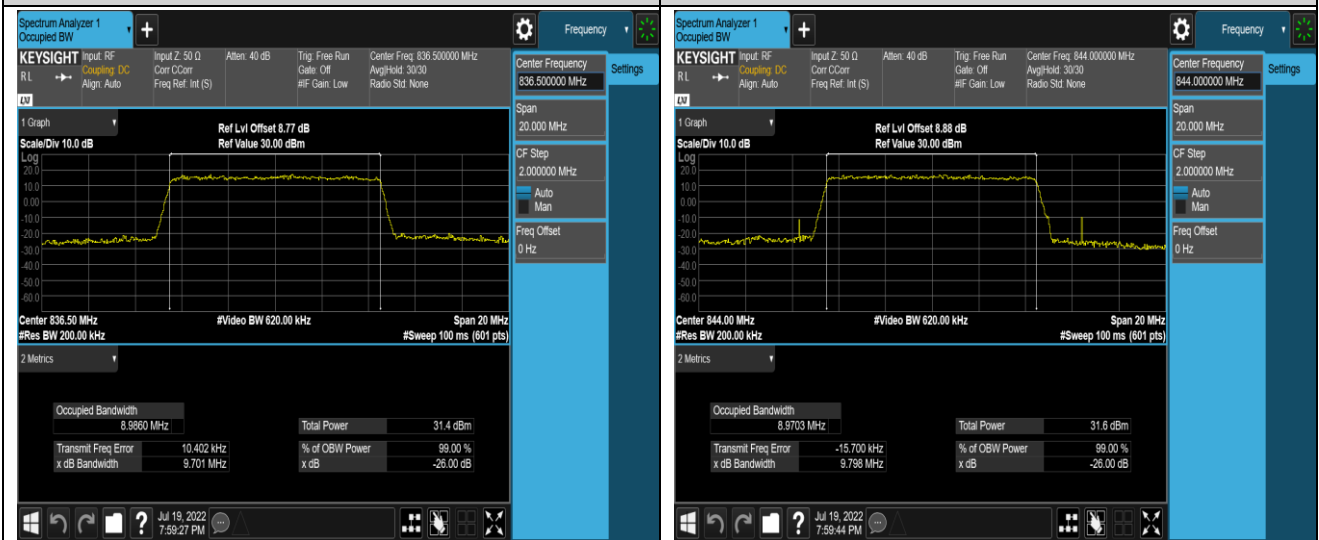 Spectrum Analyzer 1
Occupied BW
+
Frequency
KEYSIGHT
Input: RF
Input Z: 50 Ω
Atten: 40 dB
Trig: Free Run
Center Freq: 836.500000 MHz
RL
Coupling: DC
Corr CCorr
Gate: Off
Avg|Hold: 30/30
Align: Auto
Freq Ref: Int (S)
#IF Gain: Low
Radio Std: None
LXI
Center Frequency
836.500000 MHz
Settings
Span
20.000 MHz
CF Step
2.000000 MHz
Auto
Man
Freq Offset
0 Hz
1 Graph
Ref Lvl Offset 8.77 dB
Scale/Div 10.0 dB
Ref Value 30.00 dBm
Log
20.0
10.0
0.00
-10.0
-20.0
-30.0
-40.0
-50.0
-60.0
Center 836.50 MHz
#Video BW 620.00 kHz
Span 20 MHz
#Res BW 200.00 kHz
#Sweep 100 ms (601 pts)
2 Metrics
Occupied Bandwidth
8.9860 MHz
Total Power
31.4 dBm
Transmit Freq Error
10.402 kHz
% of OBW Power
99.00 %
x dB Bandwidth
9.701 MHz
x dB
-26.00 dB
?
Jul 19, 2022
7:59:27 PM
Spectrum Analyzer 1
Occupied BW
+
Frequency
KEYSIGHT
Input: RF
Input Z: 50 Ω
Atten: 40 dB
Trig: Free Run
Center Freq: 844.000000 MHz
RL
Coupling: DC
Corr CCorr
Gate: Off
Avg|Hold: 30/30
Align: Auto
Freq Ref: Int (S)
#IF Gain: Low
Radio Std: None
LXI
Center Frequency
844.000000 MHz
Settings
Span
20.000 MHz
CF Step
2.000000 MHz
Auto
Man
Freq Offset
0 Hz
1 Graph
Ref Lvl Offset 8.88 dB
Scale/Div 10.0 dB
Ref Value 30.00 dBm
Log
20.0
10.0
0.00
-10.0
-20.0
-30.0
-40.0
-50.0
-60.0
Center 844.00 MHz
#Video BW 620.00 kHz
Span 20 MHz
#Res BW 200.00 kHz
#Sweep 100 ms (601 pts)
2 Metrics
Occupied Bandwidth
8.9703 MHz
Total Power
31.6 dBm
Transmit Freq Error
-15.700 kHz
% of OBW Power
99.00 %
x dB Bandwidth
9.798 MHz
x dB
-26.00 dB
?
Jul 19, 2022
7:59:44 PM